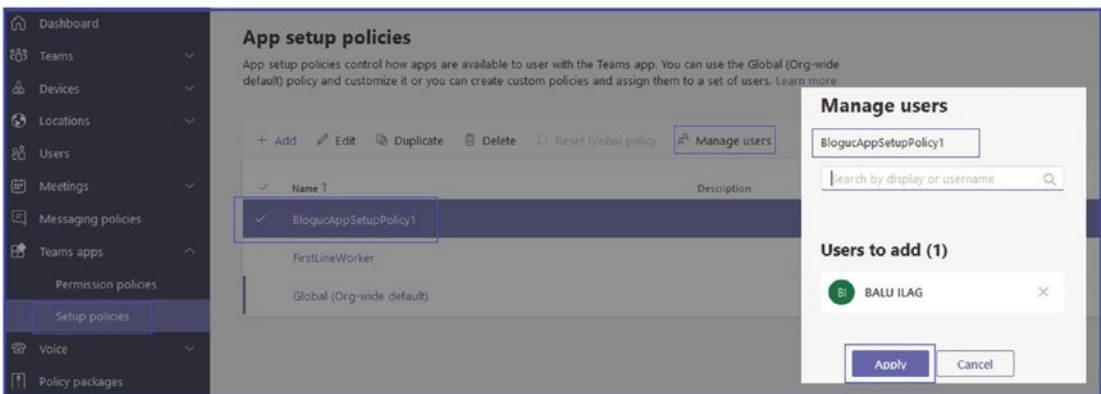 Dashboard
Teams
Devices
Locations
Users
Meetings
Messaging policies
Teams apps
Permission policies
Setup policies
Voice
Policy packages
App setup policies
App setup policies control how apps are available to user with the Teams app. You can use the Global (Org-wide
default) policy and customize it or you can create custom policies and assign them to a set of users. Learn more
+ Add Edit Duplicate Delete Reset Global policy Manage users
Name ↑ Description
BlogucAppSetupPolicy1
FirstLineWorker
Global (Org-wide default)
Manage users
BlogucAppSetupPolicy1
Search by display or username
Users to add (1)
BI BALU ILAG
Apply Cancel